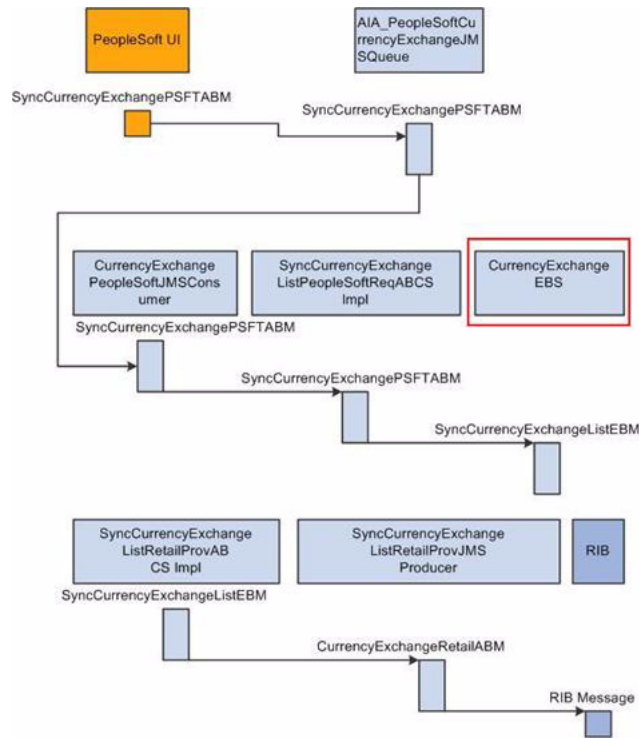 PeopleSoft UI
AIA_PeopleSoftCu
rrencyExchangeJM
SQueue
SyncCurrencyExchangePSFTABM
SyncCurrencyExchangePSFTABM
CurrencyExchange
PeopleSoftJMSCons
umer
SyncCurrencyExchange
ListPeopleSoftReqABCS
Impl
CurrencyExchange
EBS
SyncCurrencyExchangePSFTABM
SyncCurrencyExchangePSFTABM
SyncCurrencyExchangeListEBM
SyncCurrencyExchange
ListRetailProvAB
CS Impl
SyncCurrencyExchange
ListRetailProvJMS
Producer
RIB
SyncCurrencyExchangeListEBM
CurrencyExchangeRetailABM
RIB Message